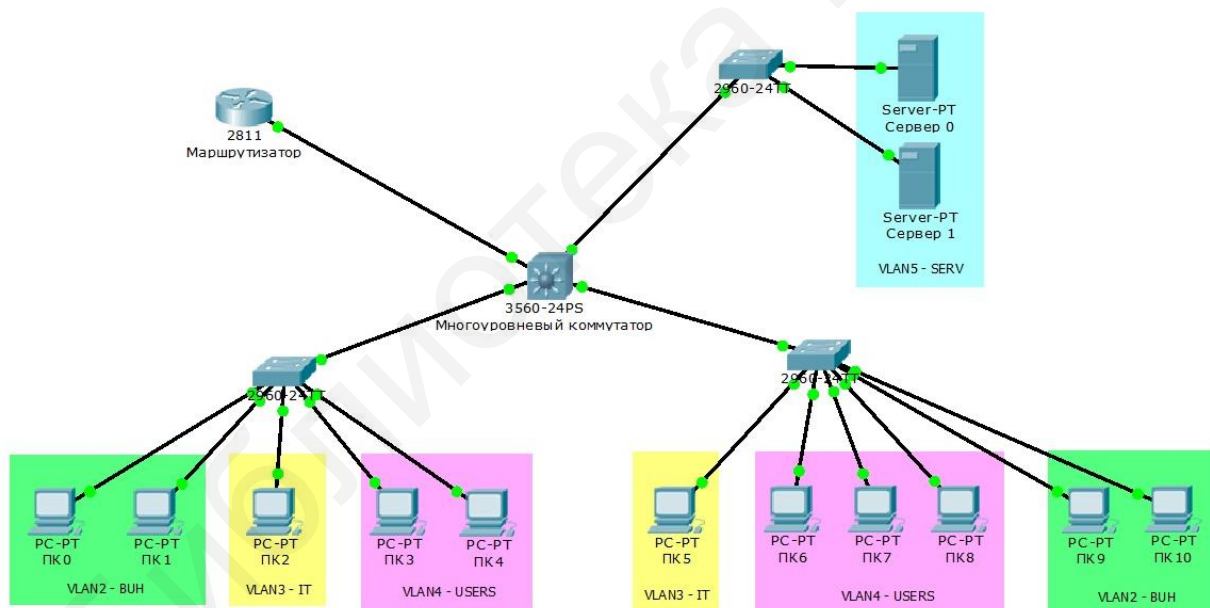 2960-24TT
Server-PT
Сервер 0
2811
Маршрутизатор
Server-PT
Сервер 1
VLAN5 - SERV
3560-24PS
Многоуровневый коммутатор
2960-24TT
2960-24TT
PC-PT
ПК0
PC-PT
ПК1
PC-PT
ПК2
PC-PT
ПК3
PC-PT
ПК4
PC-PT
ПК5
PC-PT
ПК6
PC-PT
ПК7
PC-PT
ПК8
PC-PT
ПК9
PC-PT
ПК10
VLAN2 - BUH
VLAN3 - IT
VLAN4 - USERS
VLAN3 - IT
VLAN4 - USERS
VLAN2 - BUH
библиотека